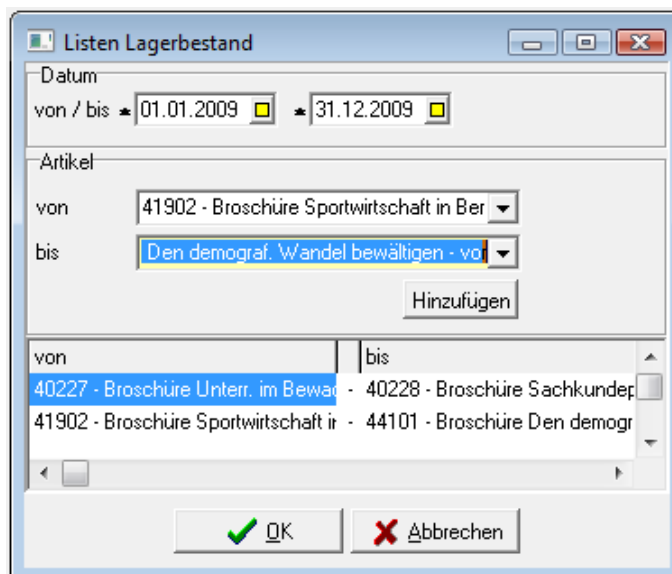 Listen Lagerbestand
Datum
von / bis 01.01.2009 31.12.2009
Artikel
von 41902 - Broschüre Sportwirtschaft in Ber
bis Den demograf. Wandel bewältigen - vor
Hinzufügen
von bis
40227 - Broschüre Unterr. im Bewac - 40228 - Broschüre Sachkundep
41902 - Broschüre Sportwirtschaft ir - 44101 - Broschüre Den demogr
OK Abbrechen